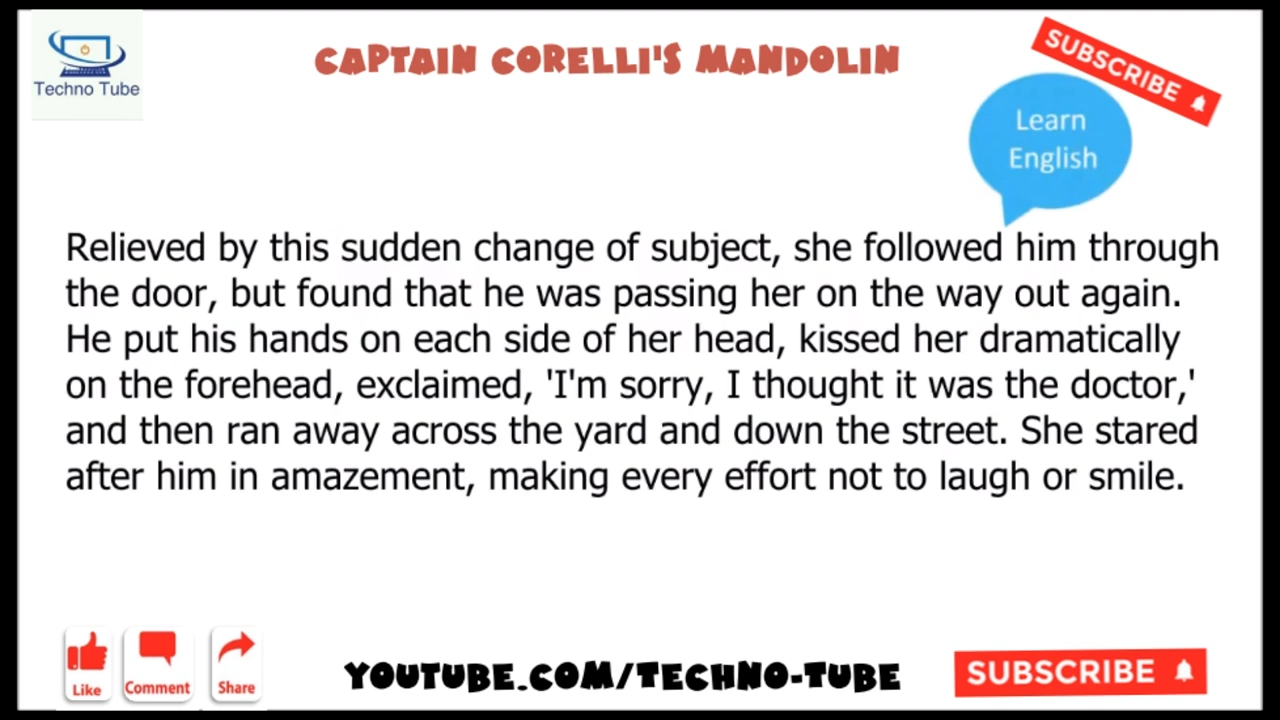 Techno Tube
CAPTAIN CORELLI'S MANDOLIN
SUBSCRIBE
Learn
English
Relieved by this sudden change of subject, she followed him through
the door, but found that he was passing her on the way out again.
He put his hands on each side of her head, kissed her dramatically
on the forehead, exclaimed, 'I'm sorry, I thought it was the doctor,'
and then ran away across the yard and down the street. She stared
after him in amazement, making every effort not to laugh or smile.
Like
Comment
Share
YOUTUBE.COM/TECHNO-TUBE
SUBSCRIBE